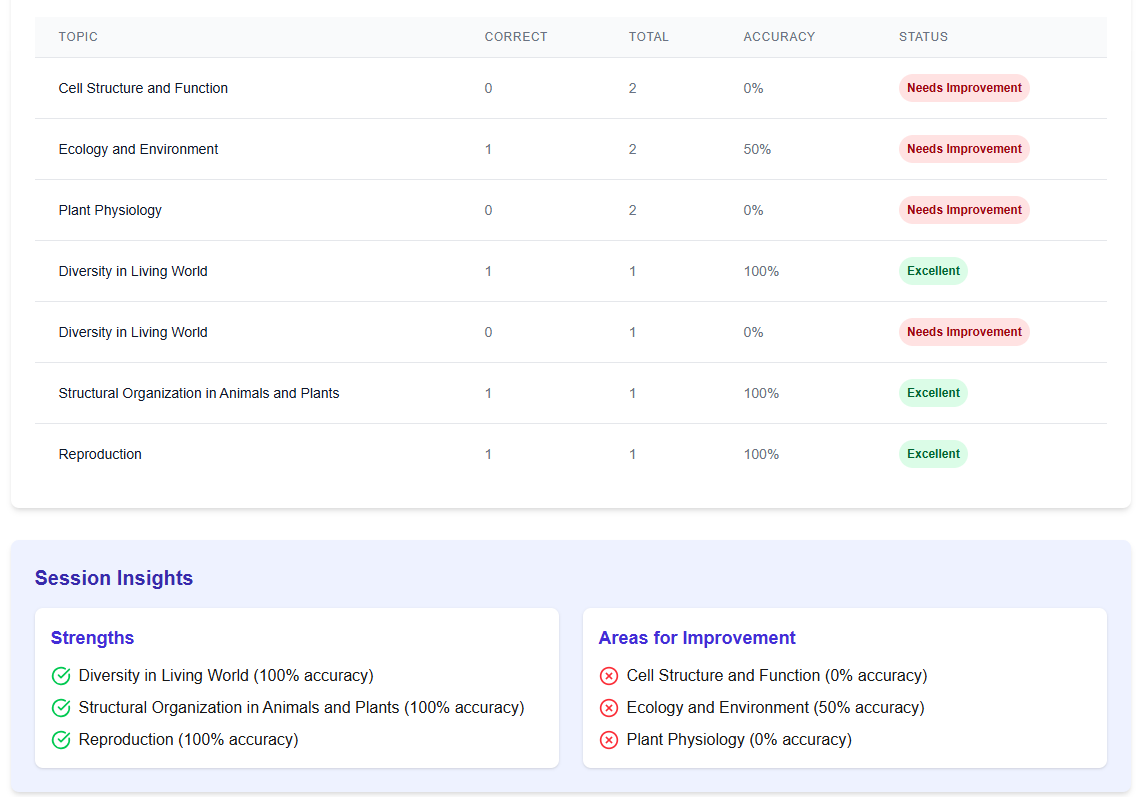 TOPIC CORRECT TOTAL ACCURACY STATUS
Cell Structure and Function 0 2 0% Needs Improvement
Ecology and Environment 1 2 50% Needs Improvement
Plant Physiology 0 2 0% Needs Improvement
Diversity in Living World 1 1 100% Excellent
Diversity in Living World 0 1 0% Needs Improvement
Structural Organization in Animals and Plants 1 1 100% Excellent
Reproduction 1 1 100% Excellent
Session Insights
Strengths
Diversity in Living World (100% accuracy)
Structural Organization in Animals and Plants (100% accuracy)
Reproduction (100% accuracy)
Areas for Improvement
Cell Structure and Function (0% accuracy)
Ecology and Environment (50% accuracy)
Plant Physiology (0% accuracy)